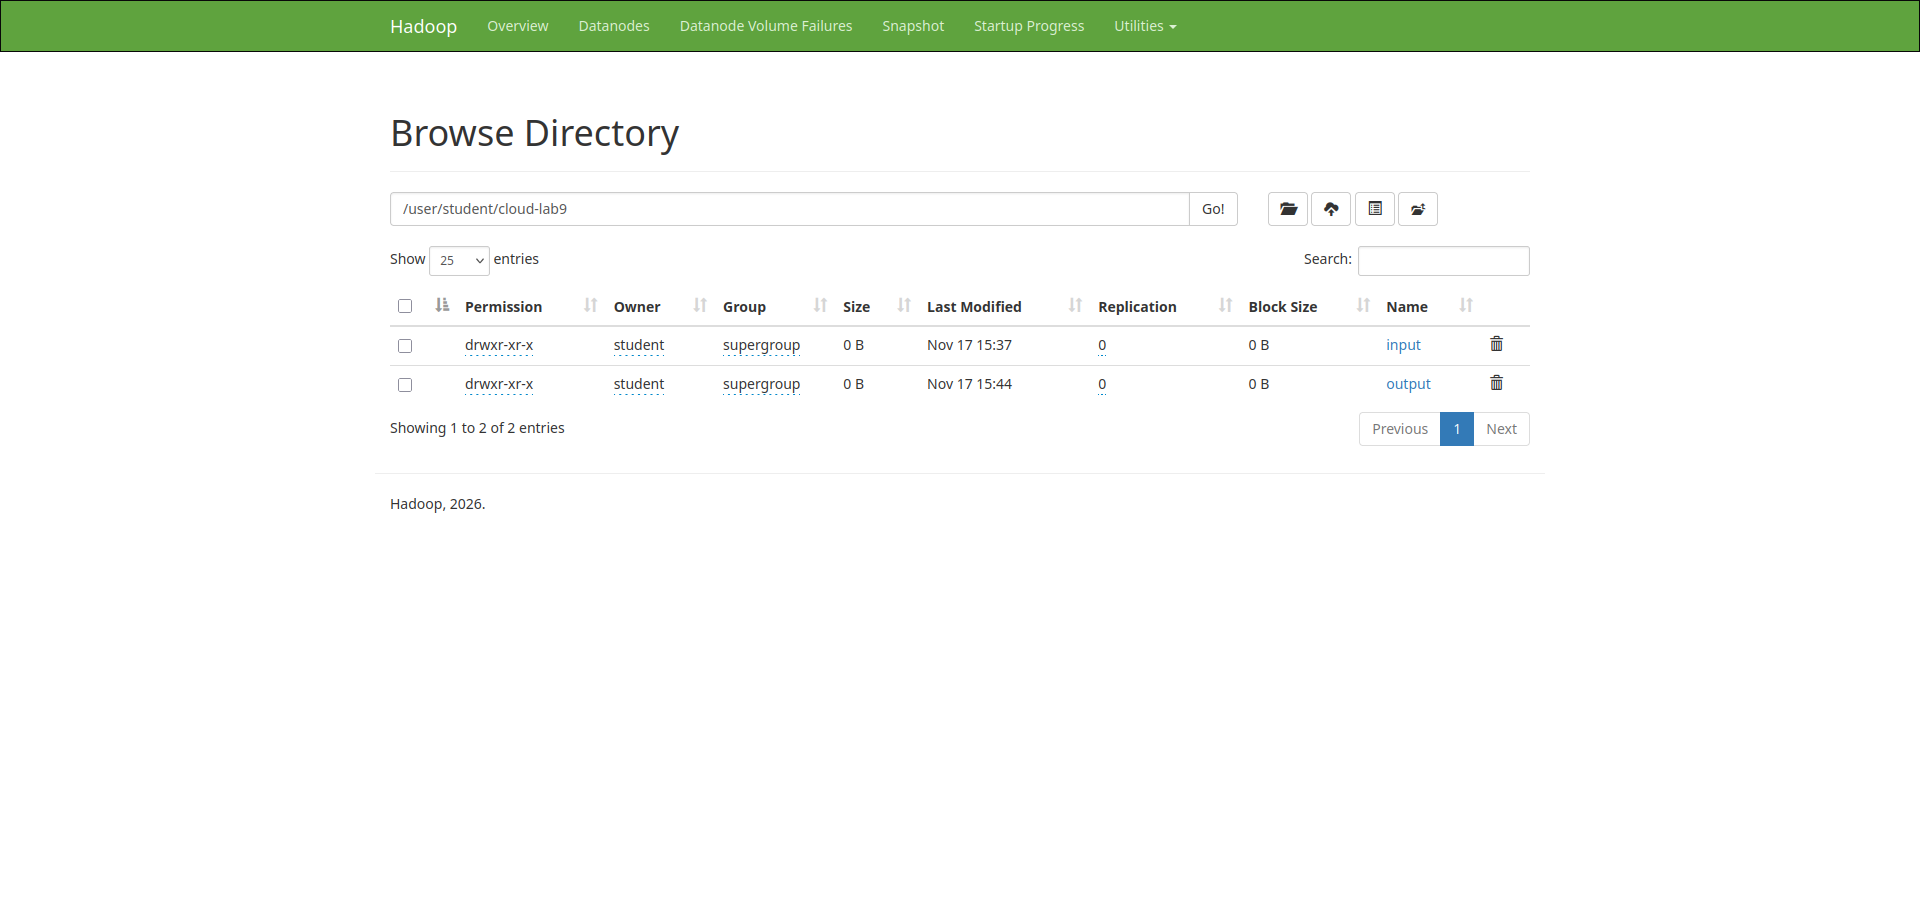 Hadoop Overview Datanodes Datanode Volume Failures Snapshot Startup Progress Utilities
Browse Directory
/user/student/cloud-lab9 Go!
Show 25 entries Search:
Permission Owner Group Size Last Modified Replication Block Size Name
drwxr-xr-x student supergroup 0 B Nov 17 15:37 0 0 B input
drwxr-xr-x student supergroup 0 B Nov 17 15:44 0 0 B output
Showing 1 to 2 of 2 entries Previous 1 Next
Hadoop, 2026.